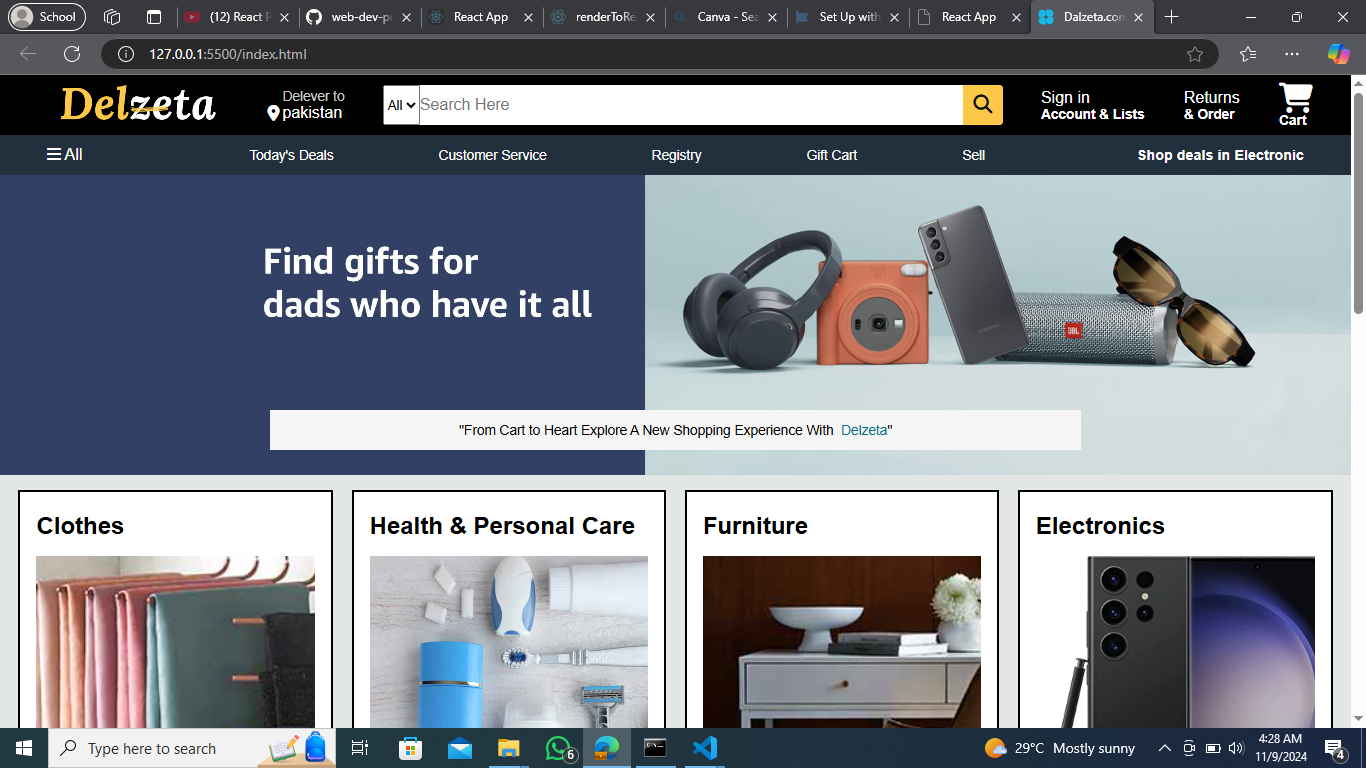 School
(12) React P
web-dev-pr
React App
renderToRe
Canva - Sea
Set Up with
React App
Dalzeta.com
127.0.0.1:5500/index.html
Delzeta
Delever to
pakistan
All
Search Here
Sign in
Account & Lists
Returns
& Order
Cart
All
Today's Deals
Customer Service
Registry
Gift Cart
Sell
Shop deals in Electronic
Find gifts for
dads who have it all
SAMSUNG
JBL
"From Cart to Heart Explore A New Shopping Experience With Delzeta"
Clothes
Health & Personal Care
Furniture
Electronics
Type here to search
6
29°C Mostly sunny
4:28 AM
11/9/2024
4